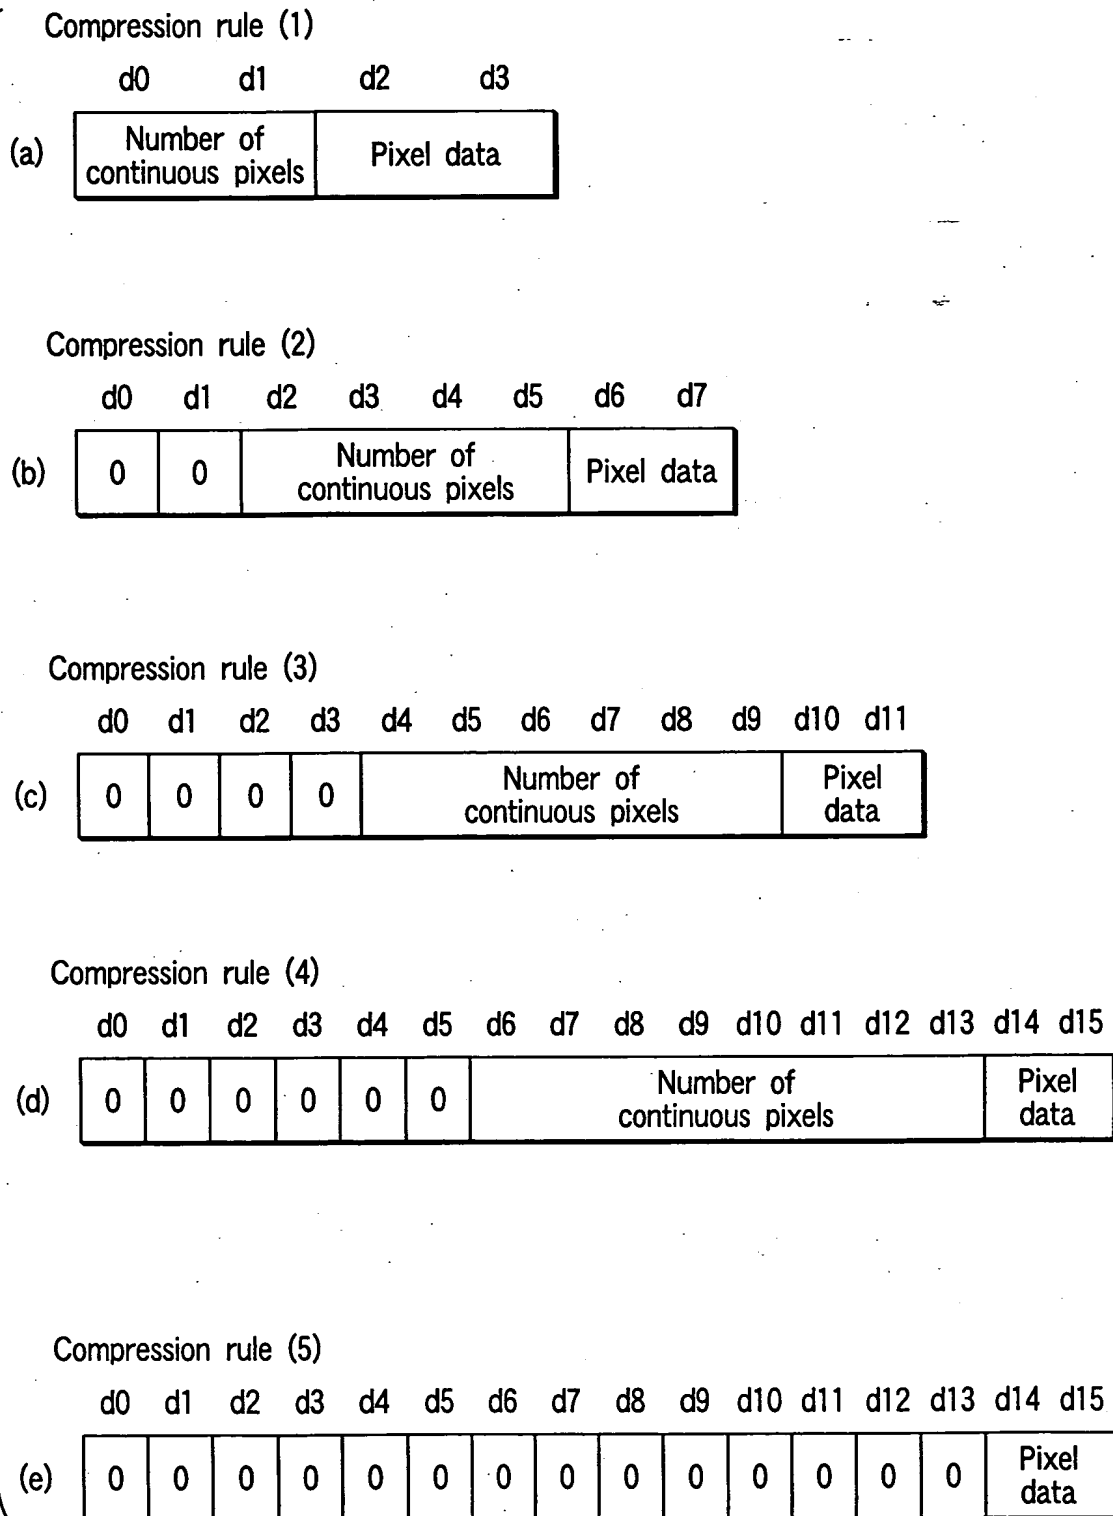 Compression rule (1)
d0 d1 d2 d3
(a) Number of continuous pixels Pixel data
Compression rule (2)
d0 d1 d2 d3 d4 d5 d6 d7
(b) 0 0 Number of continuous pixels Pixel data
Compression rule (3)
d0 d1 d2 d3 d4 d5 d6 d7 d8 d9 d10 d11
(c) 0 0 0 0 Number of continuous pixels Pixel data
Compression rule (4)
d0 d1 d2 d3 d4 d5 d6 d7 d8 d9 d10 d11 d12 d13 d14 d15
(d) 0 0 0 0 0 0 Number of continuous pixels Pixel data
Compression rule (5)
d0 d1 d2 d3 d4 d5 d6 d7 d8 d9 d10 d11 d12 d13 d14 d15
(e) 0 0 0 0 0 0 0 0 0 0 0 0 0 0 Pixel data